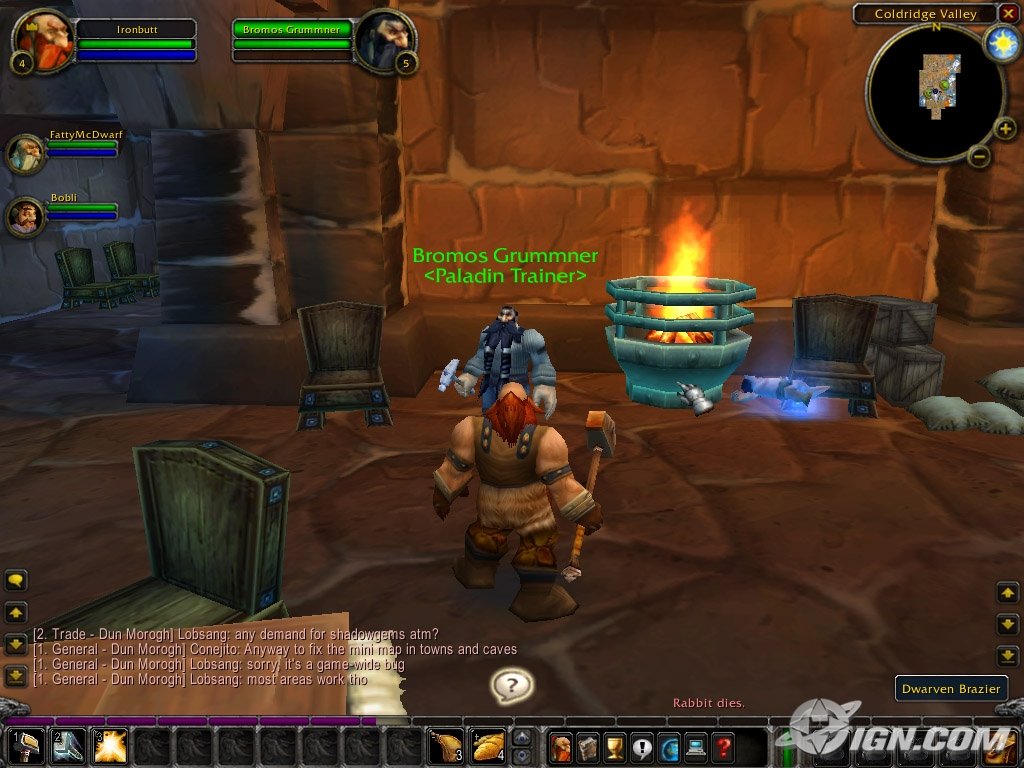 Ironbutt
4
Bromos Grummner
5
Coldridge Valley
N
FattyMcDwarf
Bobli
Bromos Grummner
<Paladin Trainer>
[2. Trade - Dun Morogh] Lobsang: any demand for shadowgems atm?
[1. General - Dun Morogh] Conejito: Anyway to fix the mini map in towns and caves
[1. General - Dun Morogh] Lobsang: sorry, it's a game-wide bug
[1. General - Dun Morogh] Lobsang: most areas work tho
?
Rabbit dies.
Dwarven Brazier
1
2
3
3
4
!
?
IGN.COM